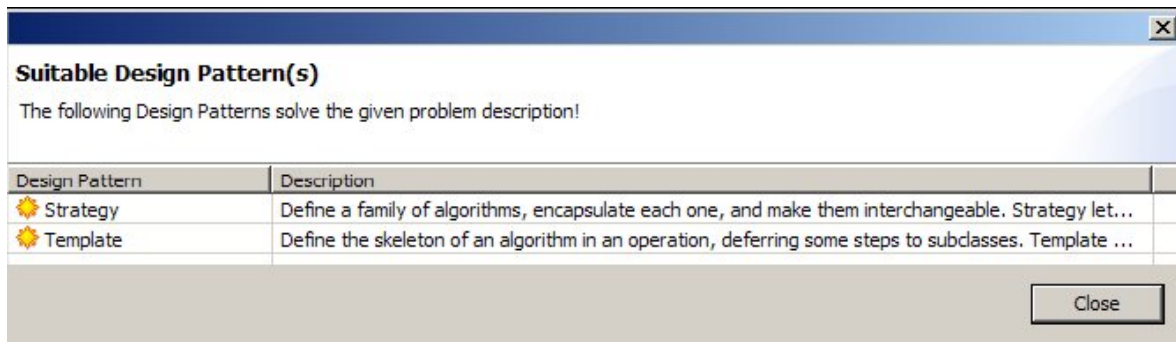 Suitable Design Pattern(s)
The following Design Patterns solve the given problem description!
Design Pattern Description
Strategy Define a family of algorithms, encapsulate each one, and make them interchangeable. Strategy let...
Template Define the skeleton of an algorithm in an operation, deferring some steps to subclasses. Template ...
Close